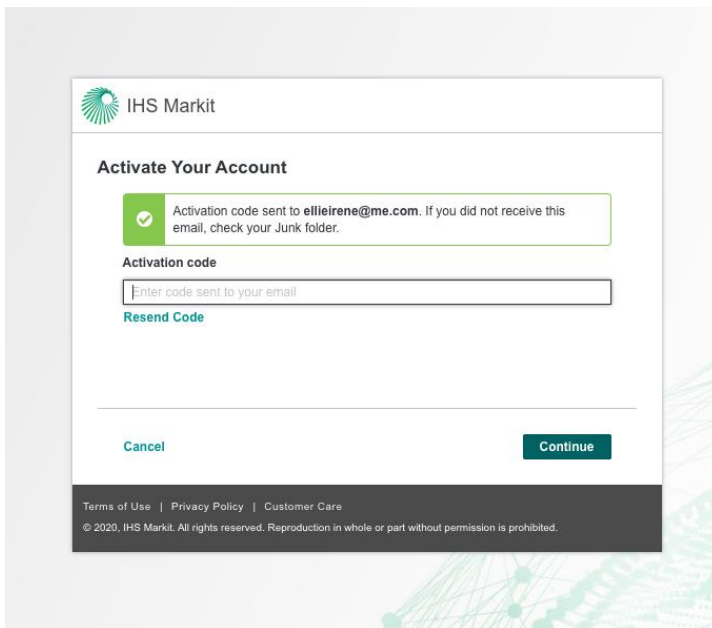 IHS Markit
Activate Your Account
Activation code sent to ellieirene@me.com. If you did not receive this
email, check your Junk folder.
Activation code
Enter code sent to your email
Resend Code
Cancel
Continue
Terms of Use | Privacy Policy | Customer Care
© 2020, IHS Markit. All rights reserved. Reproduction in whole or part without permission is prohibited.